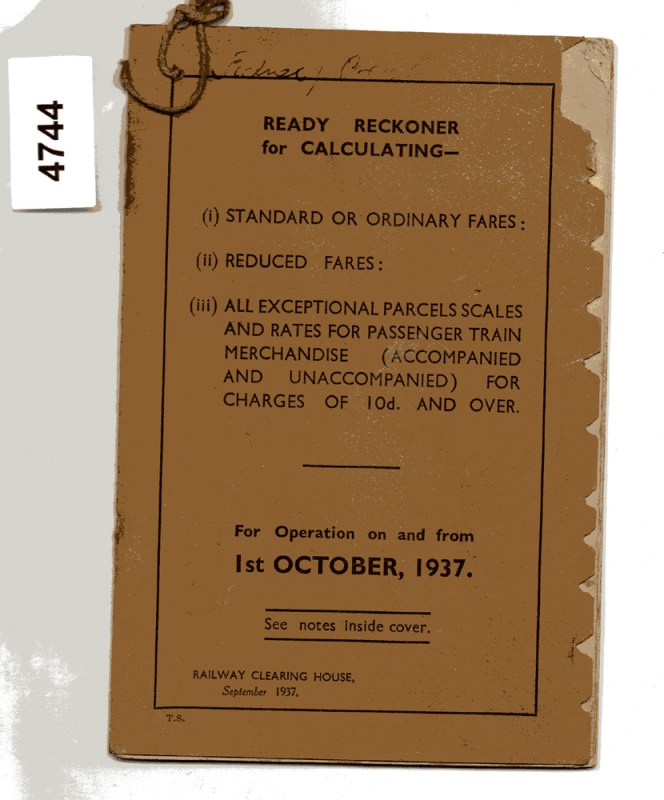 4744
READY RECKONER
for CALCULATING—
(i) STANDARD OR ORDINARY FARES:
(ii) REDUCED FARES:
(iii) ALL EXCEPTIONAL PARCELS SCALES
AND RATES FOR PASSENGER TRAIN
MERCHANDISE (ACCOMPANIED
AND UNACCOMPANIED) FOR
CHARGES OF 10d. AND OVER.
For Operation on and from
1st OCTOBER, 1937.
See notes inside cover.
RAILWAY CLEARING HOUSE,
September 1937.
T.S.